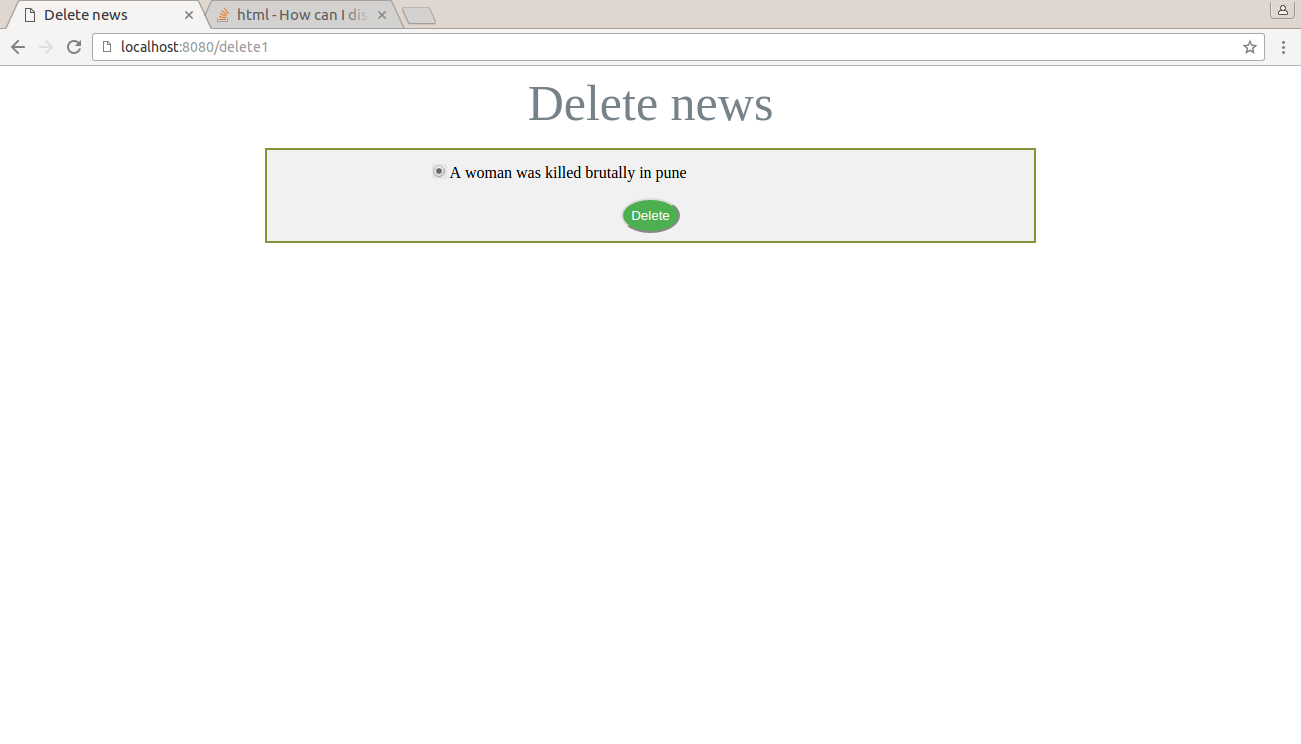 Delete news
html - How can I dis
localhost:8080/delete1
Delete news
A woman was killed brutally in pune
Delete